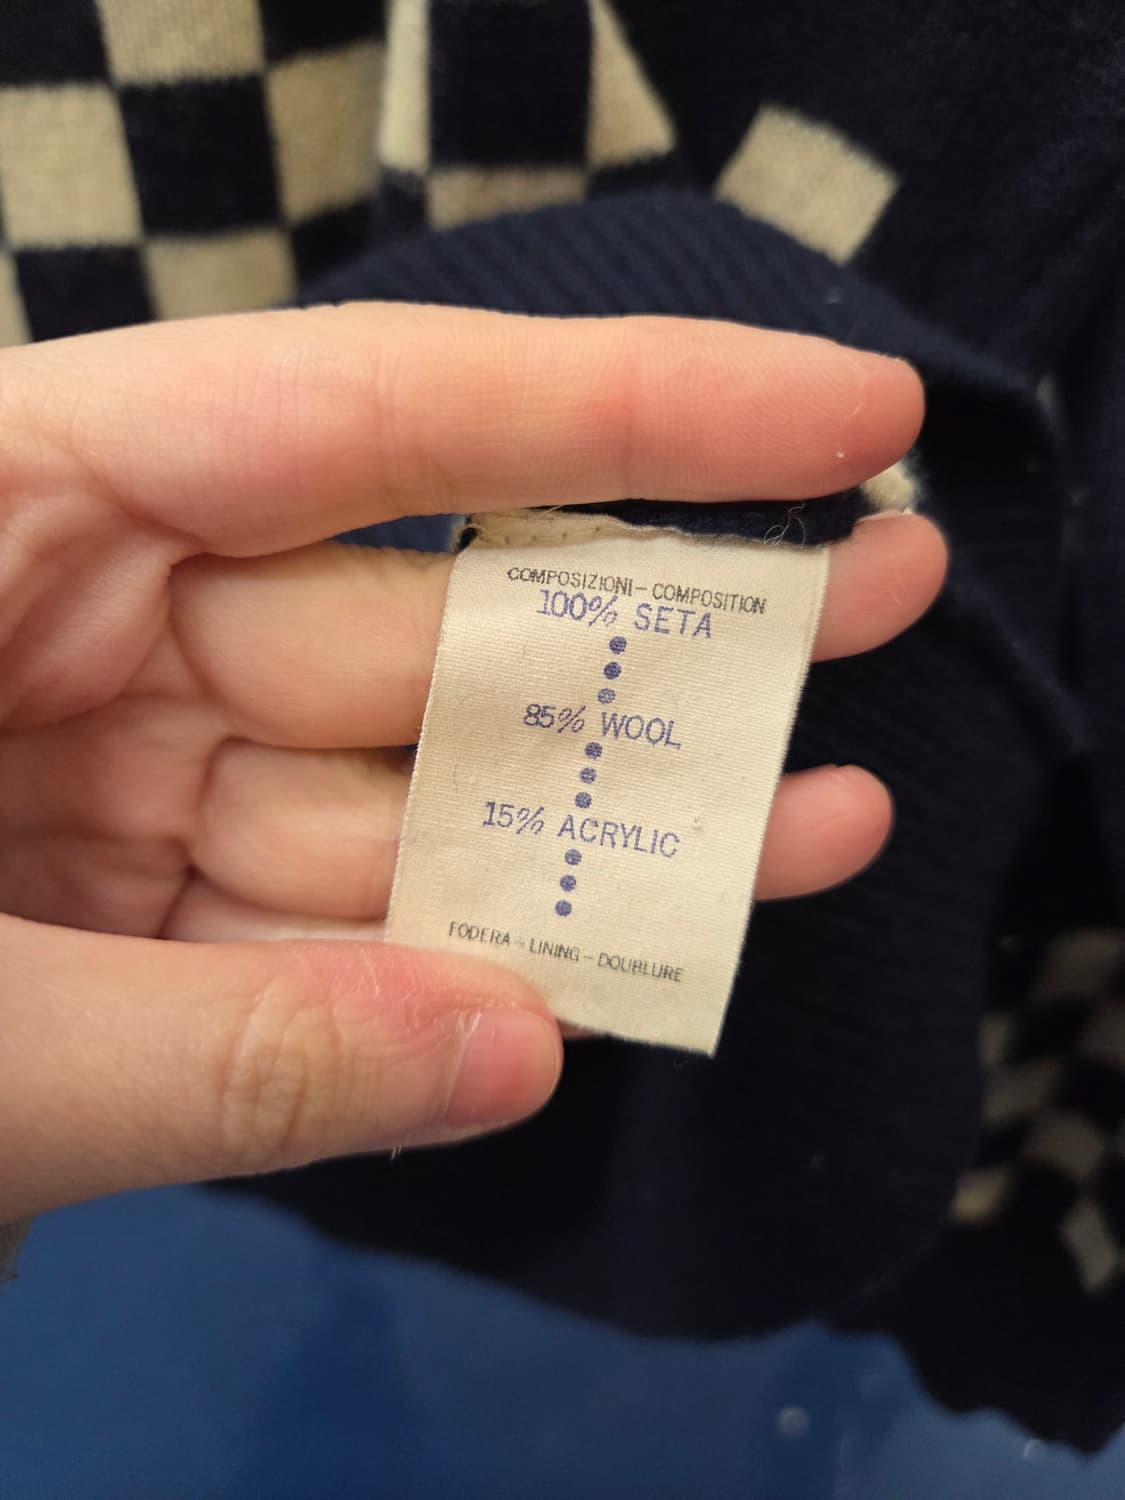 COMPOSIZIONI - COMPOSITION
100% SETA
85% WOOL
15% ACRYLIC
FODERA - LINING - DOUBLURE